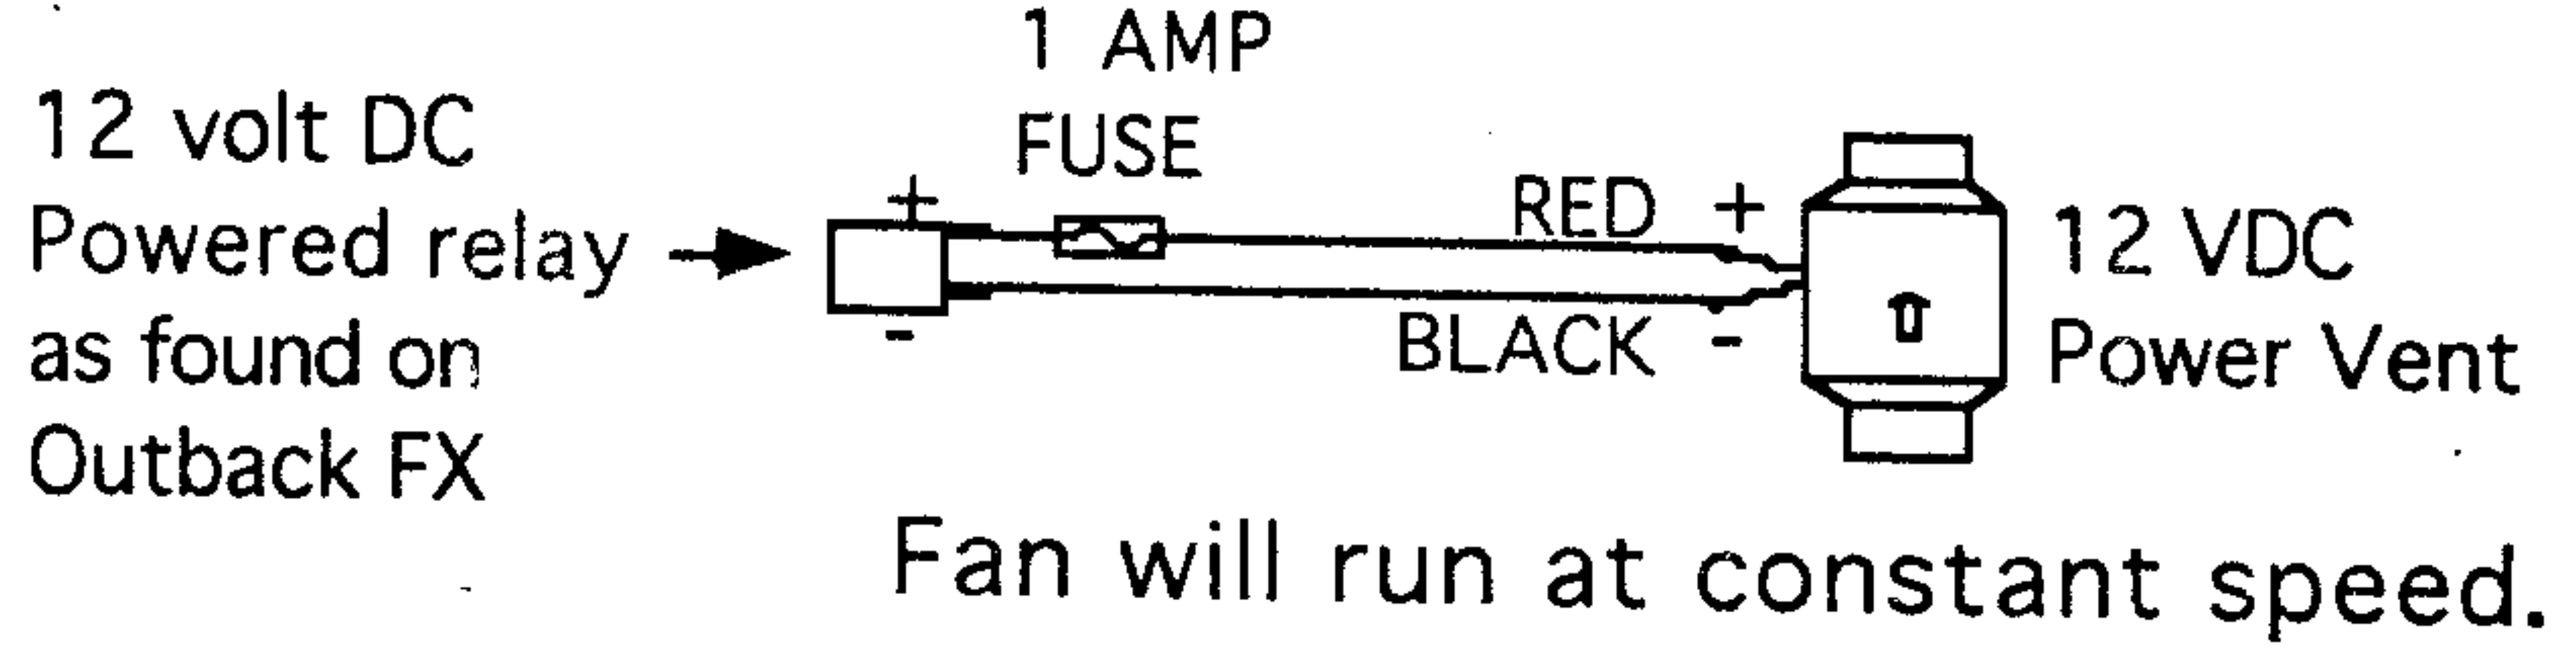 12 volt DC
Powered relay
as found on
Outback FX
1 AMP
FUSE
+
-
RED +
BLACK -
12 VDC
Power Vent
Fan will run at constant speed.